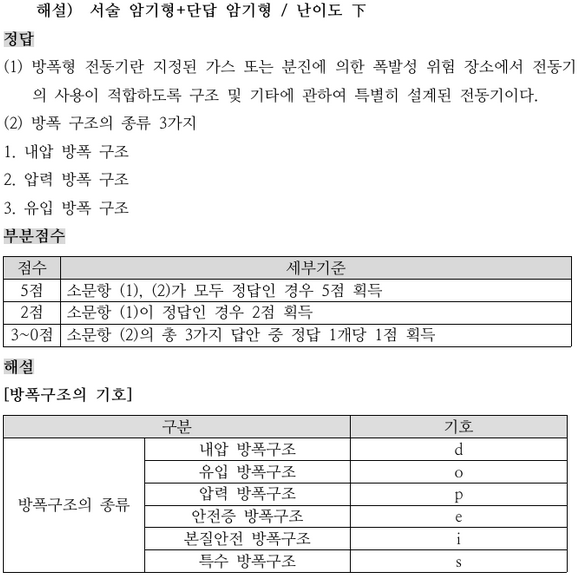 해설) 서술 암기형+단답 암기형 / 난이도 下
정답
(1) 방폭형 전동기란 지정된 가스 또는 분진에 의한 폭발성 위험 장소에서 전동기
의 사용이 적합하도록 구조 및 기타에 관하여 특별히 설계된 전동기이다.
(2) 방폭 구조의 종류 3가지
1. 내압 방폭 구조
2. 압력 방폭 구조
3. 유입 방폭 구조
부분점수
점수 세부기준
5점 소문항 (1), (2)가 모두 정답인 경우 5점 획득
2점 소문항 (1)이 정답인 경우 2점 획득
3~0점 소문항 (2)의 총 3가지 답안 중 정답 1개당 1점 획득
해설
[방폭구조의 기호]
구분 기호
내압 방폭구조 d
유입 방폭구조 o
압력 방폭구조 p
방폭구조의 종류
안전증 방폭구조 e
본질안전 방폭구조 i
특수 방폭구조 s